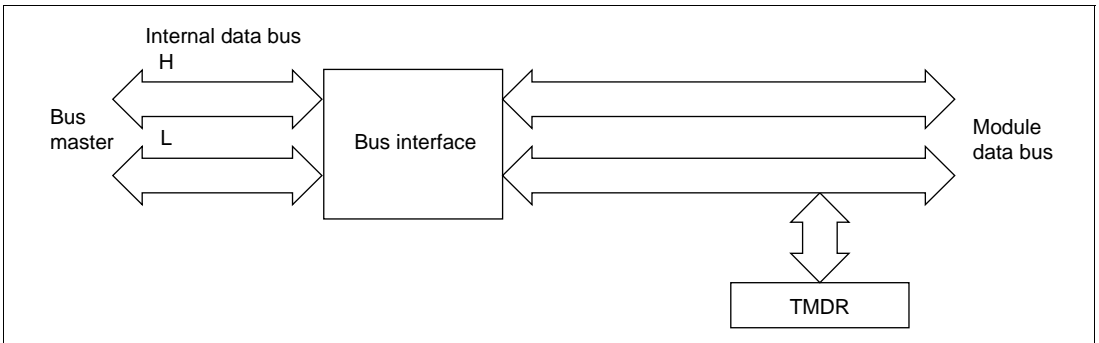 Internal data bus
H
Bus
master
L
Bus interface
Module
data bus
TMDR